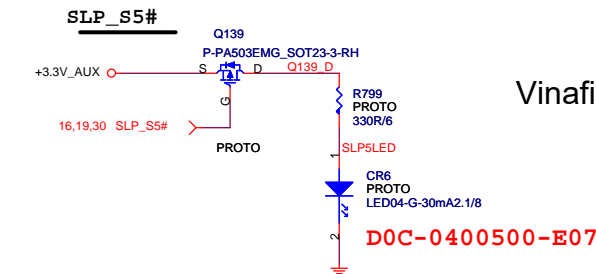 SLP_S5#
Q139
P-PA503EMG_SOT23-3-RH
+3.3V_AUX
S
D
Q139_D
G
R799
PROTO
330R/6
Vinafi
16,19,30 SLP_S5#
PROTO
SLP5LED
1
CR6
PROTO
LED04-G-30mA2.1/8
2
D0C-0400500-E07